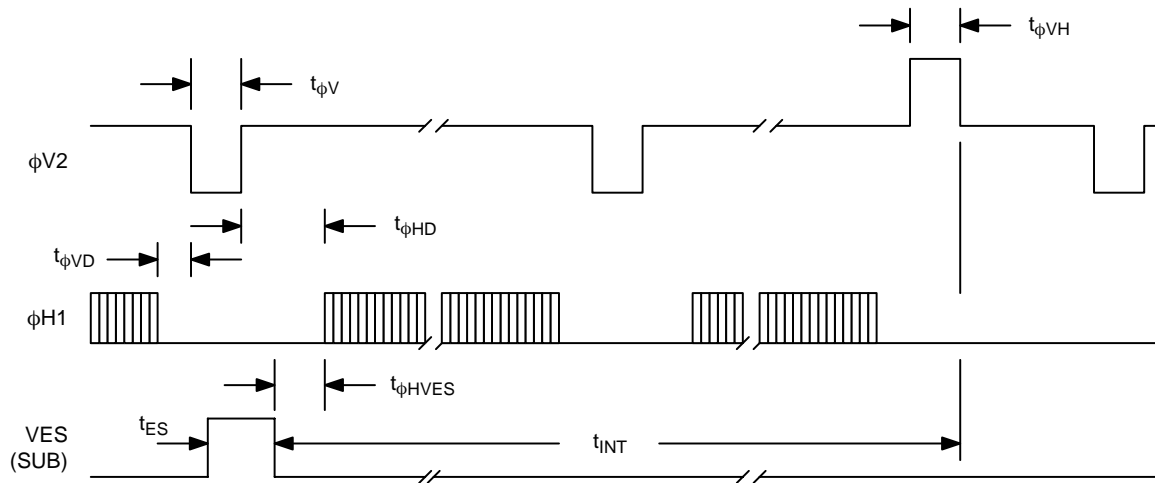 tϕVH
tϕV
ϕV2
tϕHD
tϕVD
ϕH1
tϕHVES
tES
VES
(SUB)
tINT